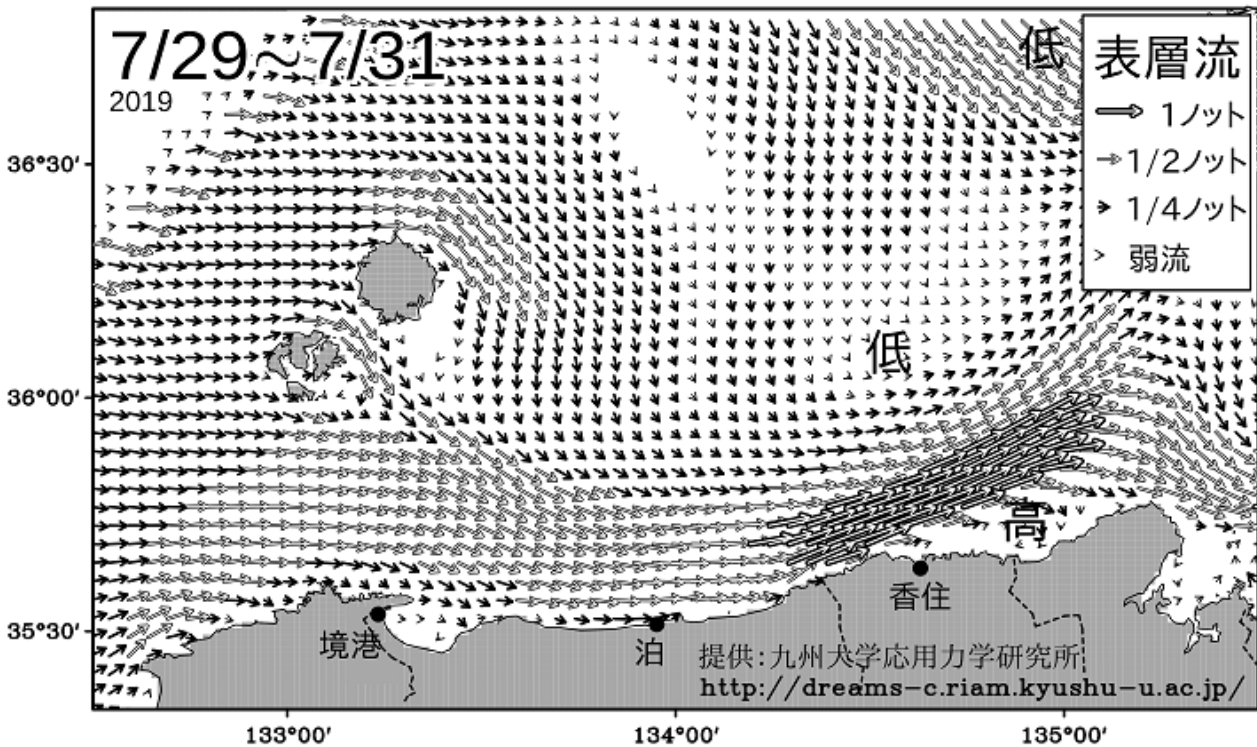 7/29~7/31
2019
低
表層流
1ノット
1/2ノット
1/4ノット
弱流
36°30′
低
36°00′
高
香住
35°30′
境港
泊
提供:九州大学応用力学研究所
http://dreams-c.riam.kyushu-u.ac.jp/
133°00′
134°00′
135°00′